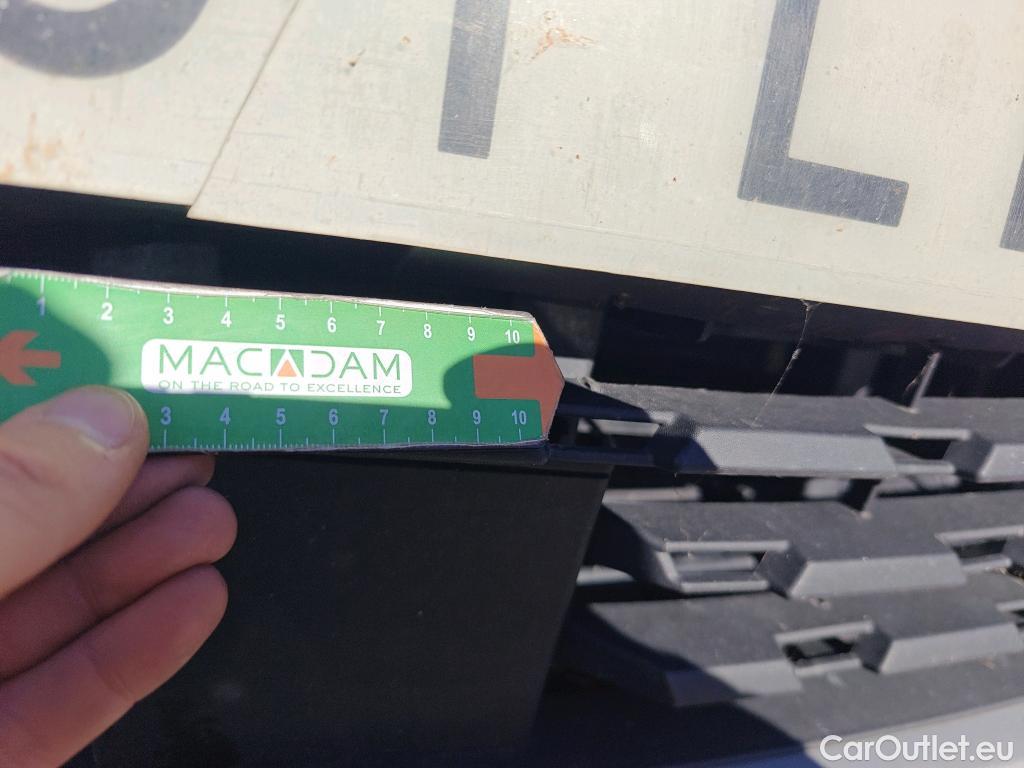 L
1 2 3 4 5 6 7 8 9 10
MACADAM
ON THE ROAD TO EXCELLENCE
3 4 5 6 7 8 9 10
CarOutlet.eu